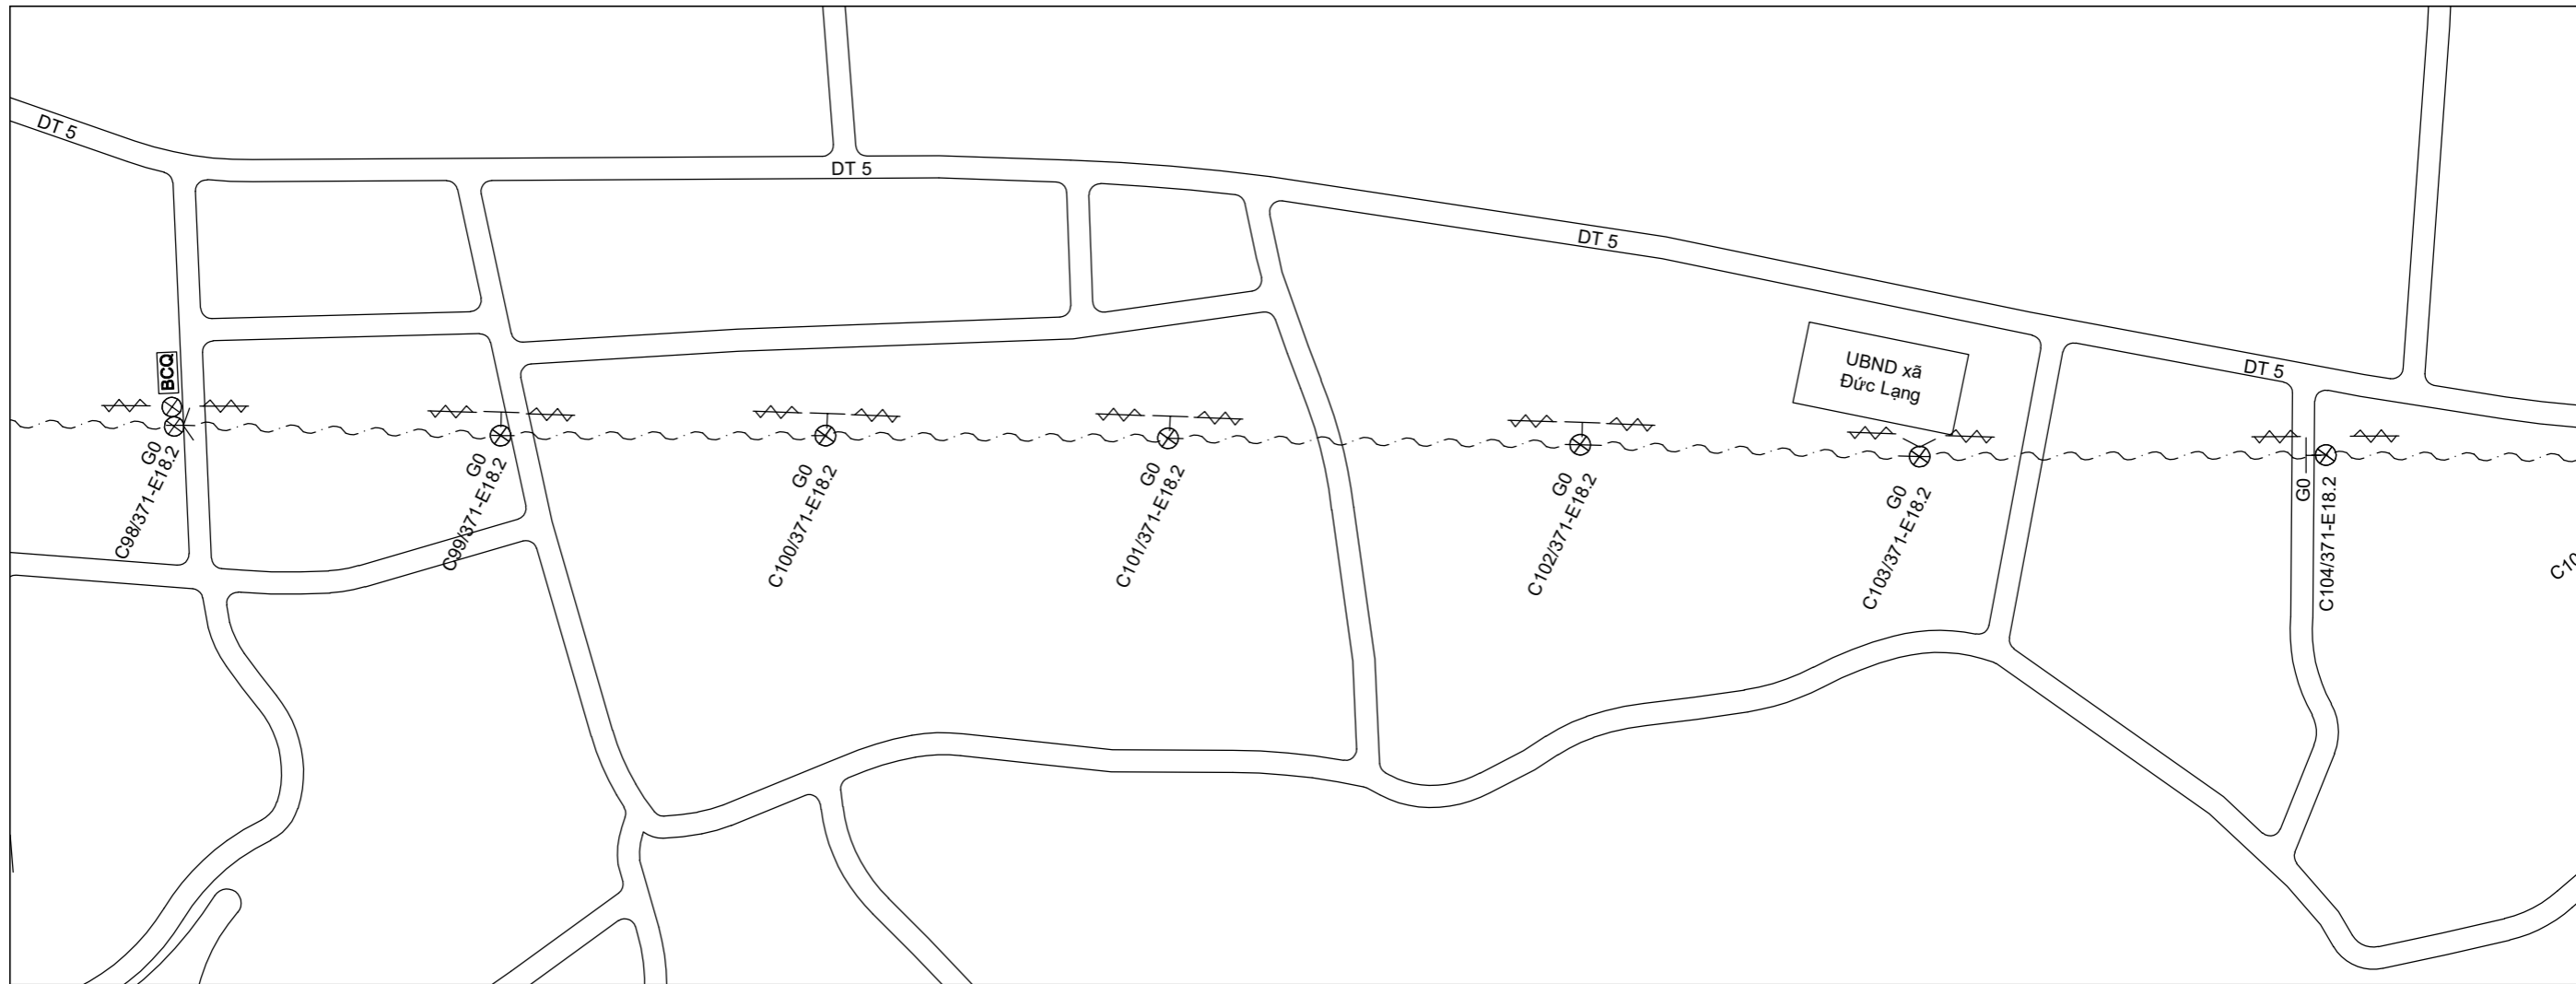 DT 5
DT 5
DT 5
DT 5
UBND xã
Đức Lạng
BCQ
G0
C98/371-E18.2
G0
C99/371-E18.2
G0
C100/371-E18.2
G0
C101/371-E18.2
G0
C102/371-E18.2
G0
C103/371-E18.2
G0
C104/371-E18.2